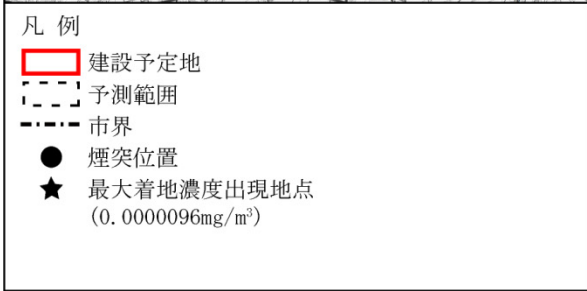 凡 例
建設予定地
予測範囲
市界
煙突位置
最大着地濃度出現地点
(0.0000096mg/m³)